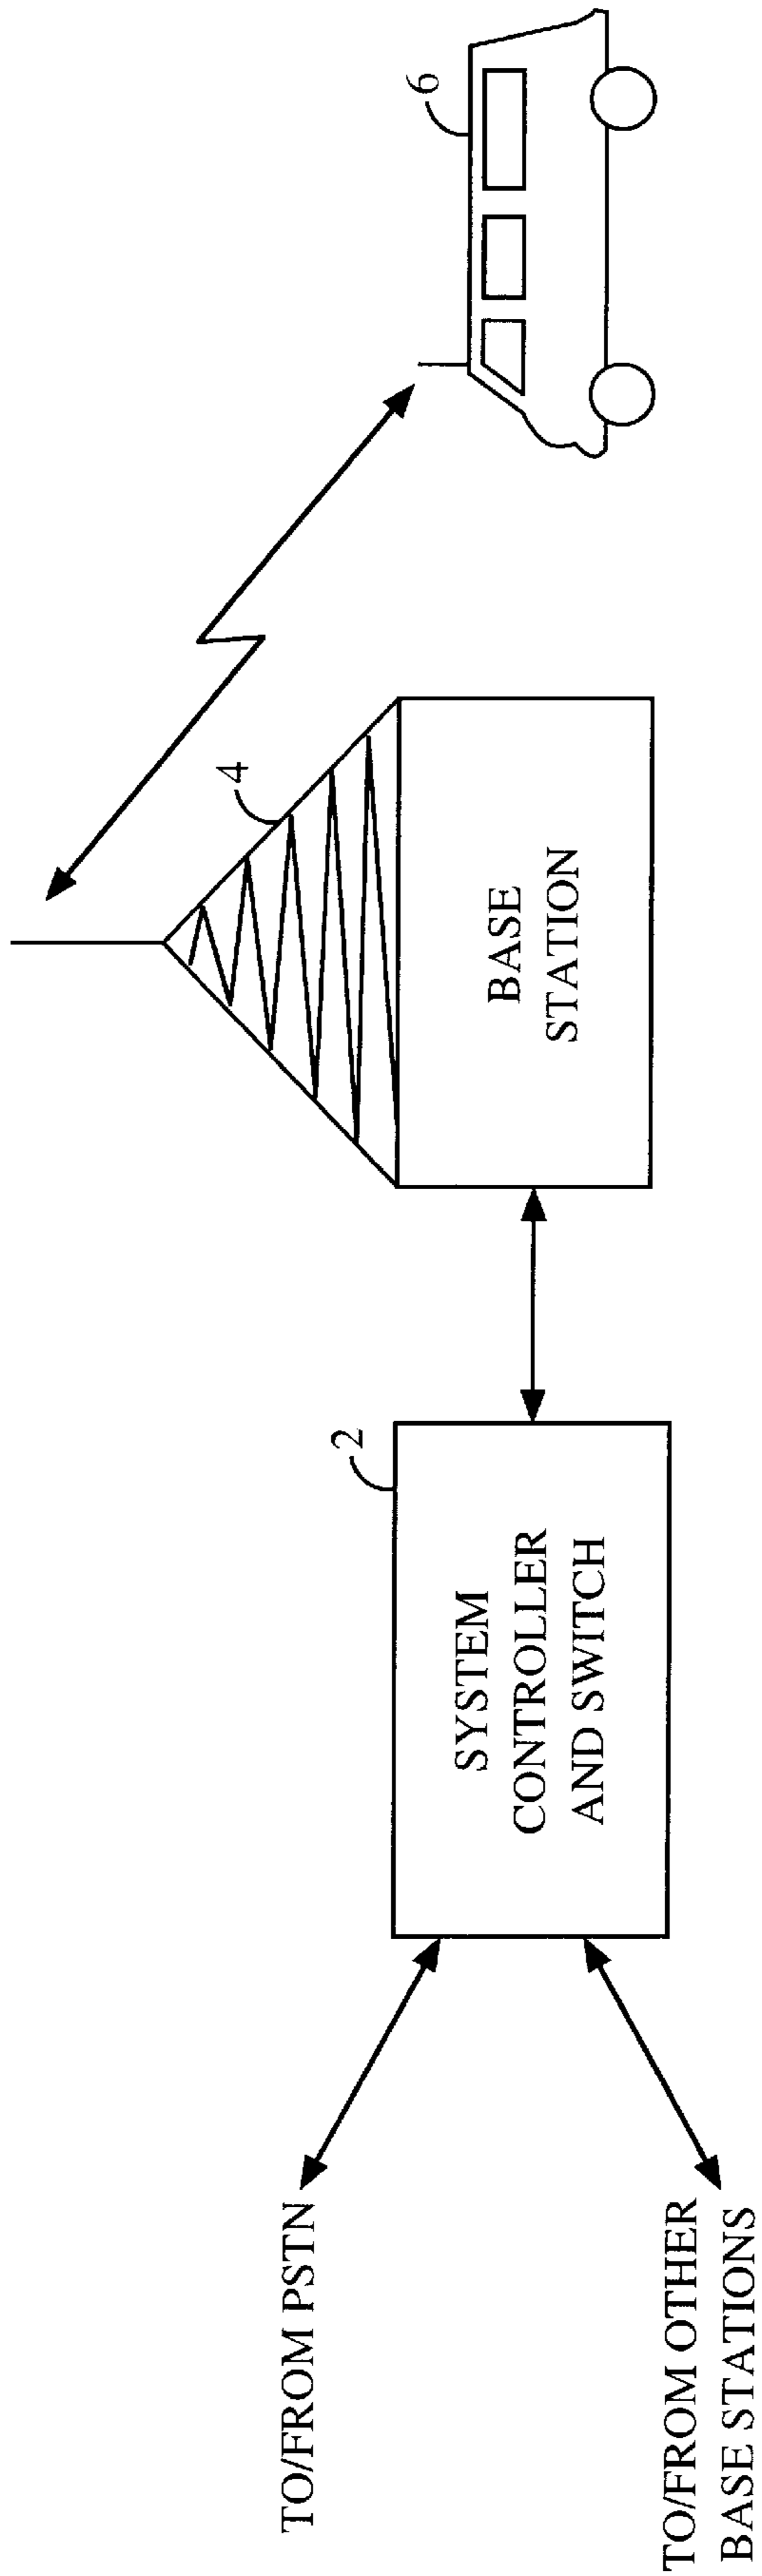 TO/FROM PSTN
TO/FROM OTHER
BASE STATIONS
2
SYSTEM
CONTROLLER
AND SWITCH
4
BASE
STATION
6